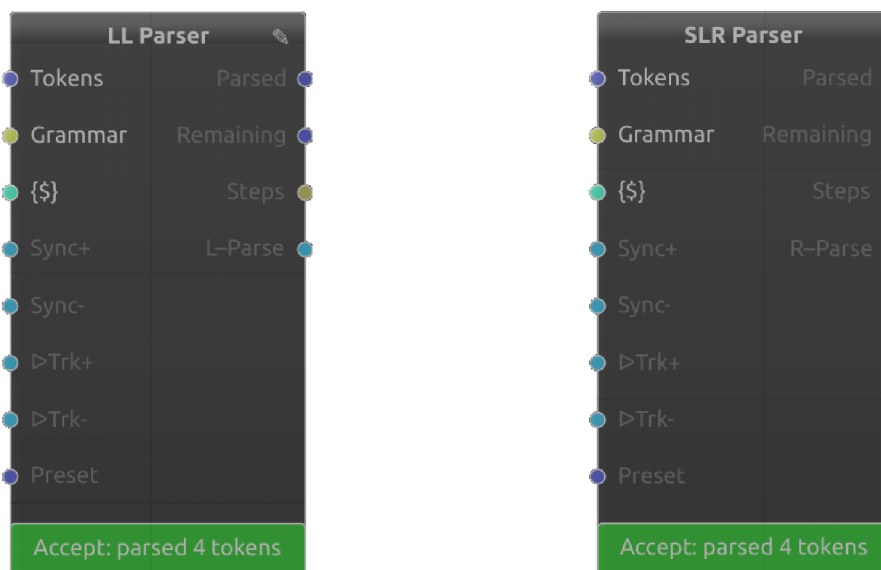 LL Parser
Tokens Parsed
Grammar Remaining
{$} Steps
Sync+ L–Parse
Sync-
▷Trk+
▷Trk-
Preset
Accept: parsed 4 tokens
SLR Parser
Tokens Parsed
Grammar Remaining
{$} Steps
Sync+ R–Parse
Sync-
▷Trk+
▷Trk-
Preset
Accept: parsed 4 tokens